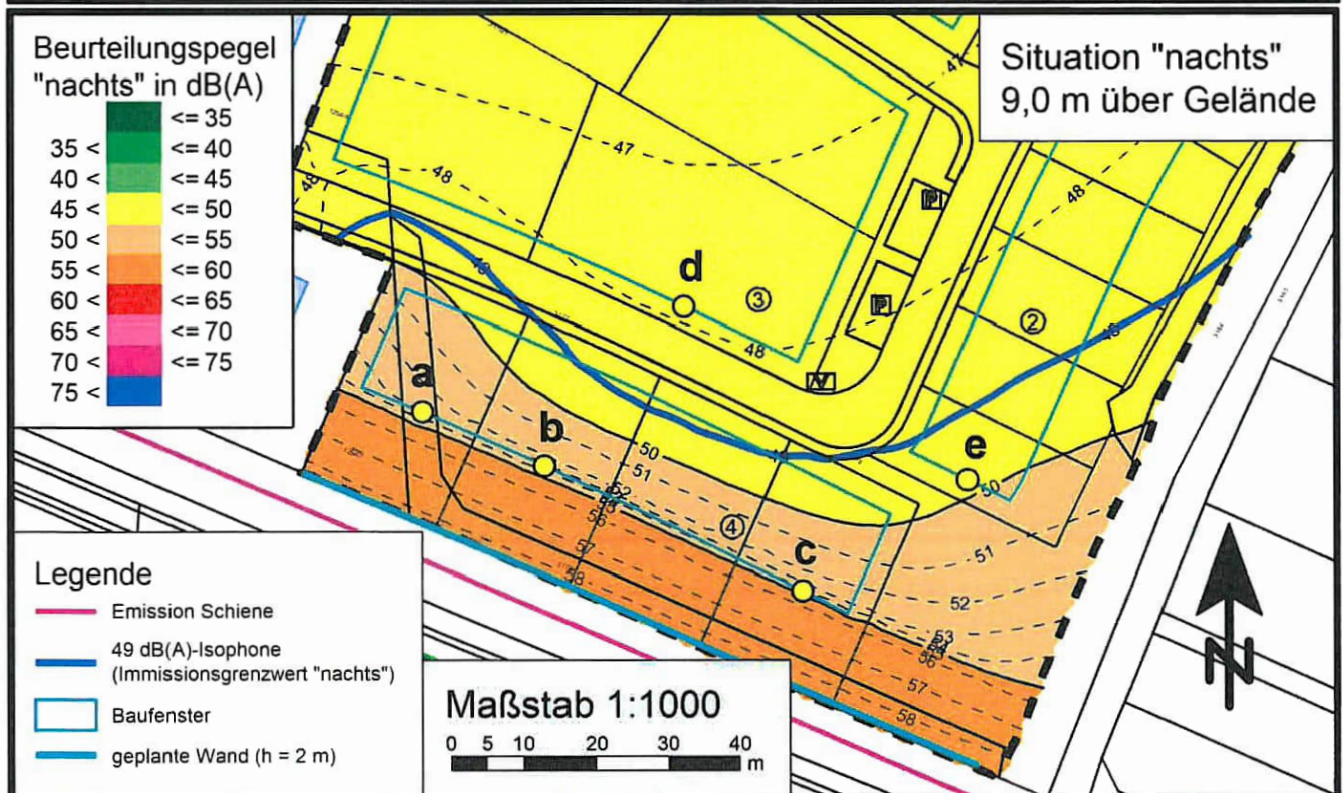 Beurteilungspegel
"nachts" in dB(A)
<= 35
35 < <= 40
40 < <= 45
45 < <= 50
50 < <= 55
55 < <= 60
60 < <= 65
65 < <= 70
70 < <= 75
75 <
Situation "nachts"
9,0 m über Gelände
47
47
48
48
48
48
49
P
P
V
d
3
2
a
b
c
e
4
49
50
50
51
51
52
52
53
56
56
57
57
58
58
Legende
Emission Schiene
49 dB(A)-Isophone
(Immissionsgrenzwert "nachts")
Baufenster
geplante Wand (h = 2 m)
Maßstab 1:1000
0 5 10 20 30 40
m
N